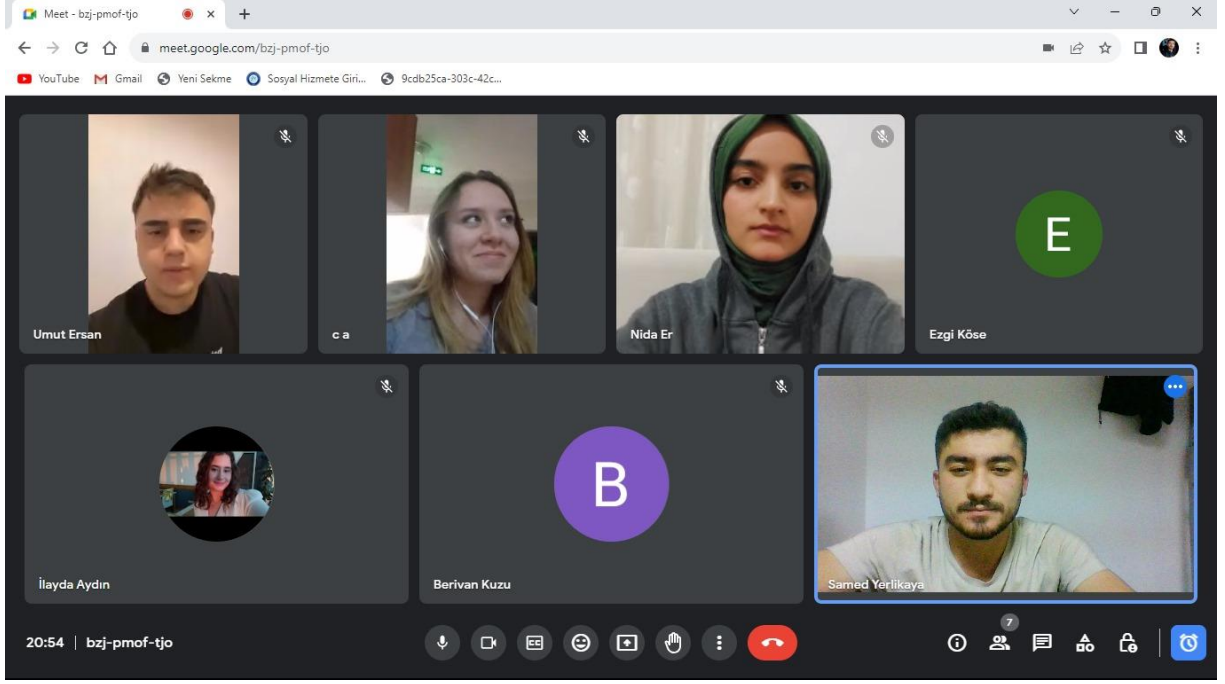 Meet - bzj-pmof-tjo
meet.google.com/bzj-pmof-tjo
YouTube Gmail Yeni Sekme Sosyal Hizmete Giri... 9cdb25ca-303c-42c...
Umut Ersan
c a
Nida Er
E
Ezgi Köse
İlayda Aydın
B
Berivan Kuzu
Samed Yerlikaya
20:54 | bzj-pmof-tjo
CC
7